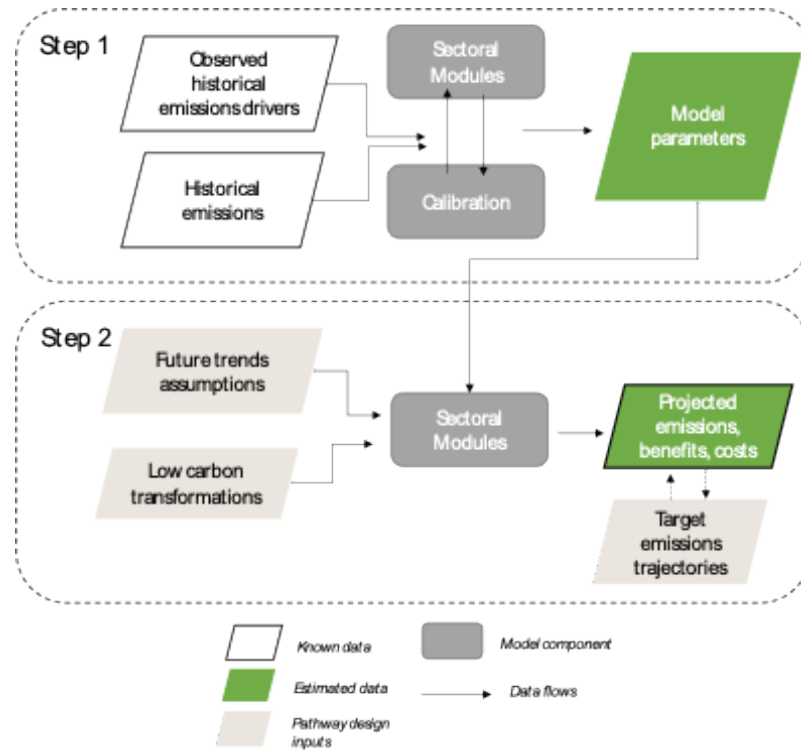 Step 1
Observed
historical
emissions drivers
Historical
emissions
Sectoral
Modules
Calibration
Model
parameters
Step 2
Future trends
assumptions
Low carbon
transformations
Sectoral
Modules
Projected
emissions,
benefits, costs
Target
emissions
trajectories
Known data
Model component
Estimated data
Data flows
Pathway design
inputs